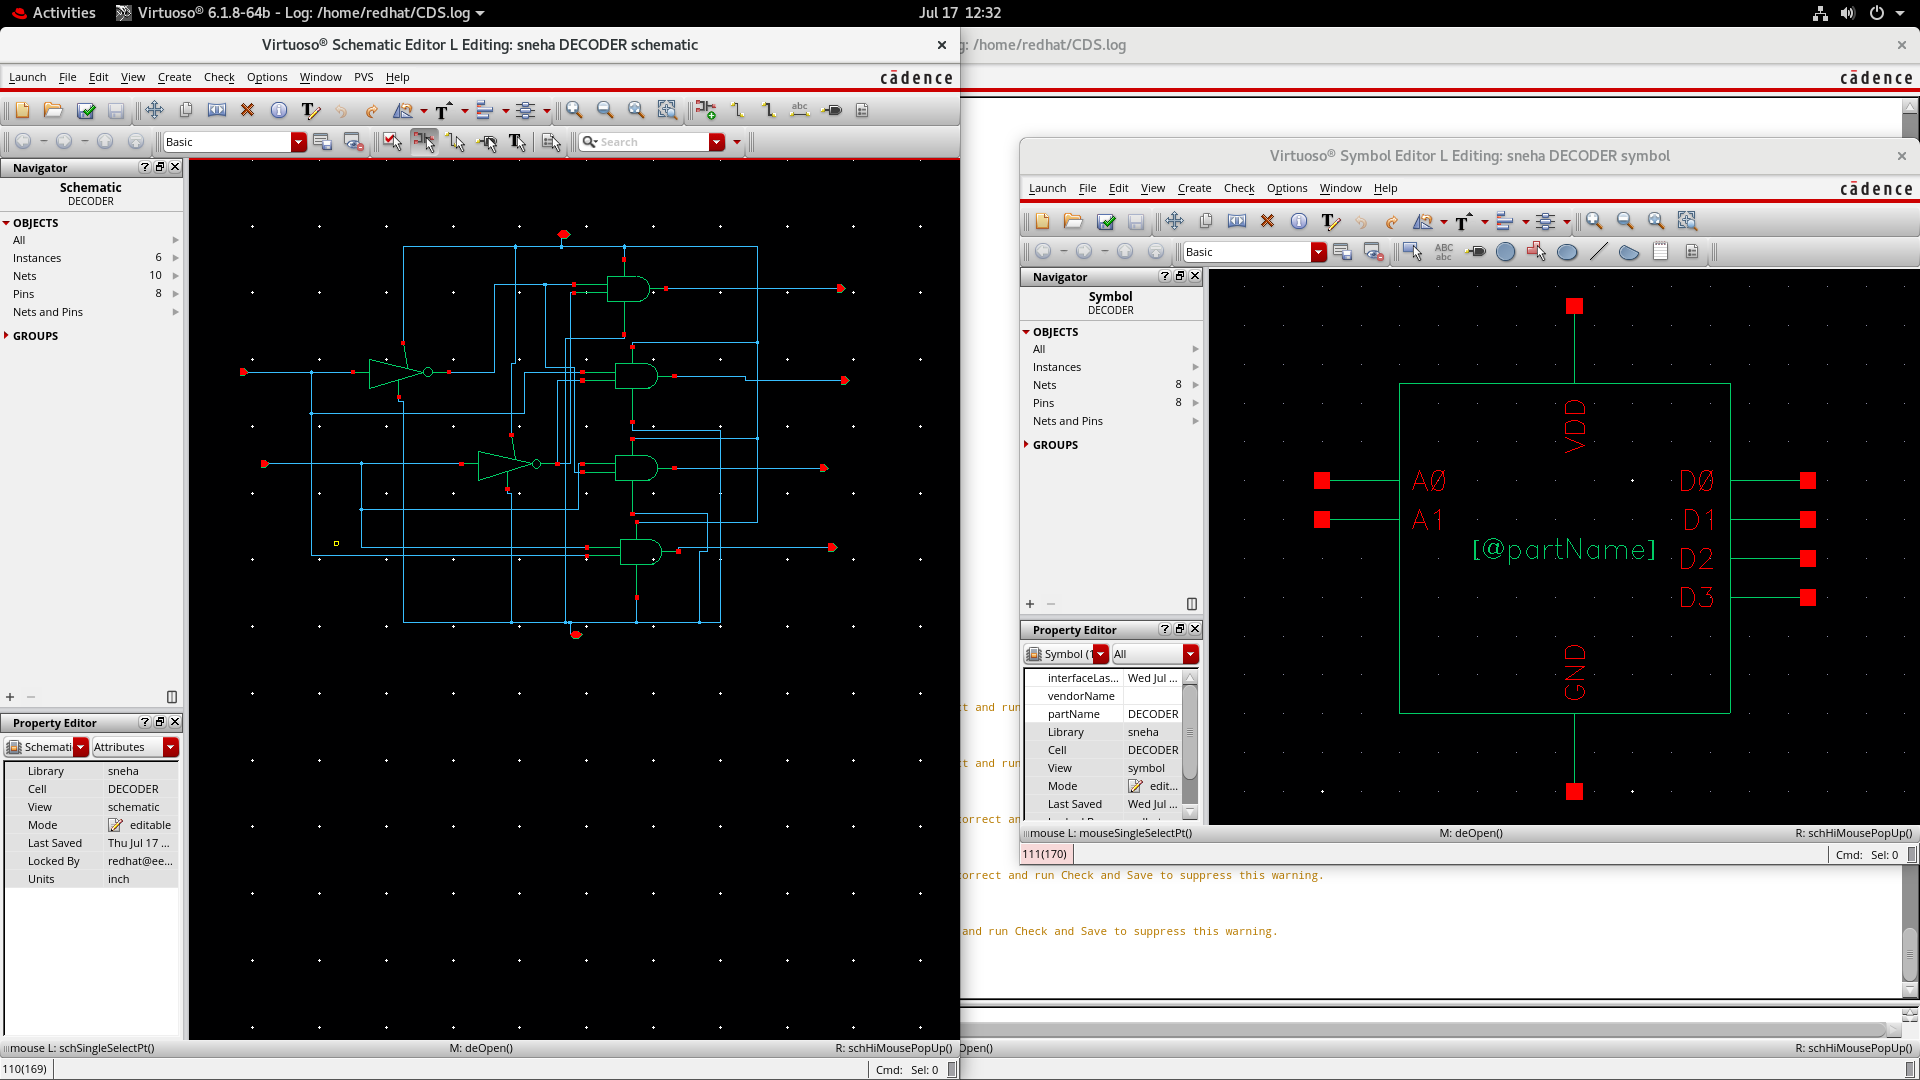 Activities
Virtuoso® 6.1.8-64b - Log: /home/redhat/CDS.log
Jul 17 12:32
Virtuoso® Schematic Editor L Editing: sneha DECODER schematic
Launch File Edit View Create Check Options Window PVS Help
cādence
Basic
Search
Navigator
Schematic
DECODER
OBJECTS
All
Instances 6
Nets 10
Pins 8
Nets and Pins
GROUPS
Property Editor
Schemati Attributes
Library sneha
Cell DECODER
View schematic
Mode editable
Last Saved Thu Jul 17 ...
Locked By redhat@ee...
Units inch
mouse L: schSingleSelectPt() M: deOpen() R: schHiMousePopUp()
110(169) Cmd: Sel: 0
g: /home/redhat/CDS.log
cādence
Virtuoso® Symbol Editor L Editing: sneha DECODER symbol
Launch File Edit View Create Check Options Window Help
cādence
ABC
abc
Basic
Navigator
Symbol
DECODER
OBJECTS
All
Instances
Nets 8
Pins 8
Nets and Pins
GROUPS
Property Editor
Symbol (1 All
interfaceLas... Wed Jul ...
vendorName
partName DECODER
Library sneha
Cell DECODER
View symbol
Mode edit...
Last Saved Wed Jul ...
VDD
A0
A1
[@partName]
D0
D1
D2
D3
GND
mouse L: mouseSingleSelectPt() M: deOpen() R: schHiMousePopUp()
111(170) Cmd: Sel: 0
ct and run
ct and run
orrect and
orrect and run Check and Save to suppress this warning.
and run Check and Save to suppress this warning.
Open() R: schHiMousePopUp()